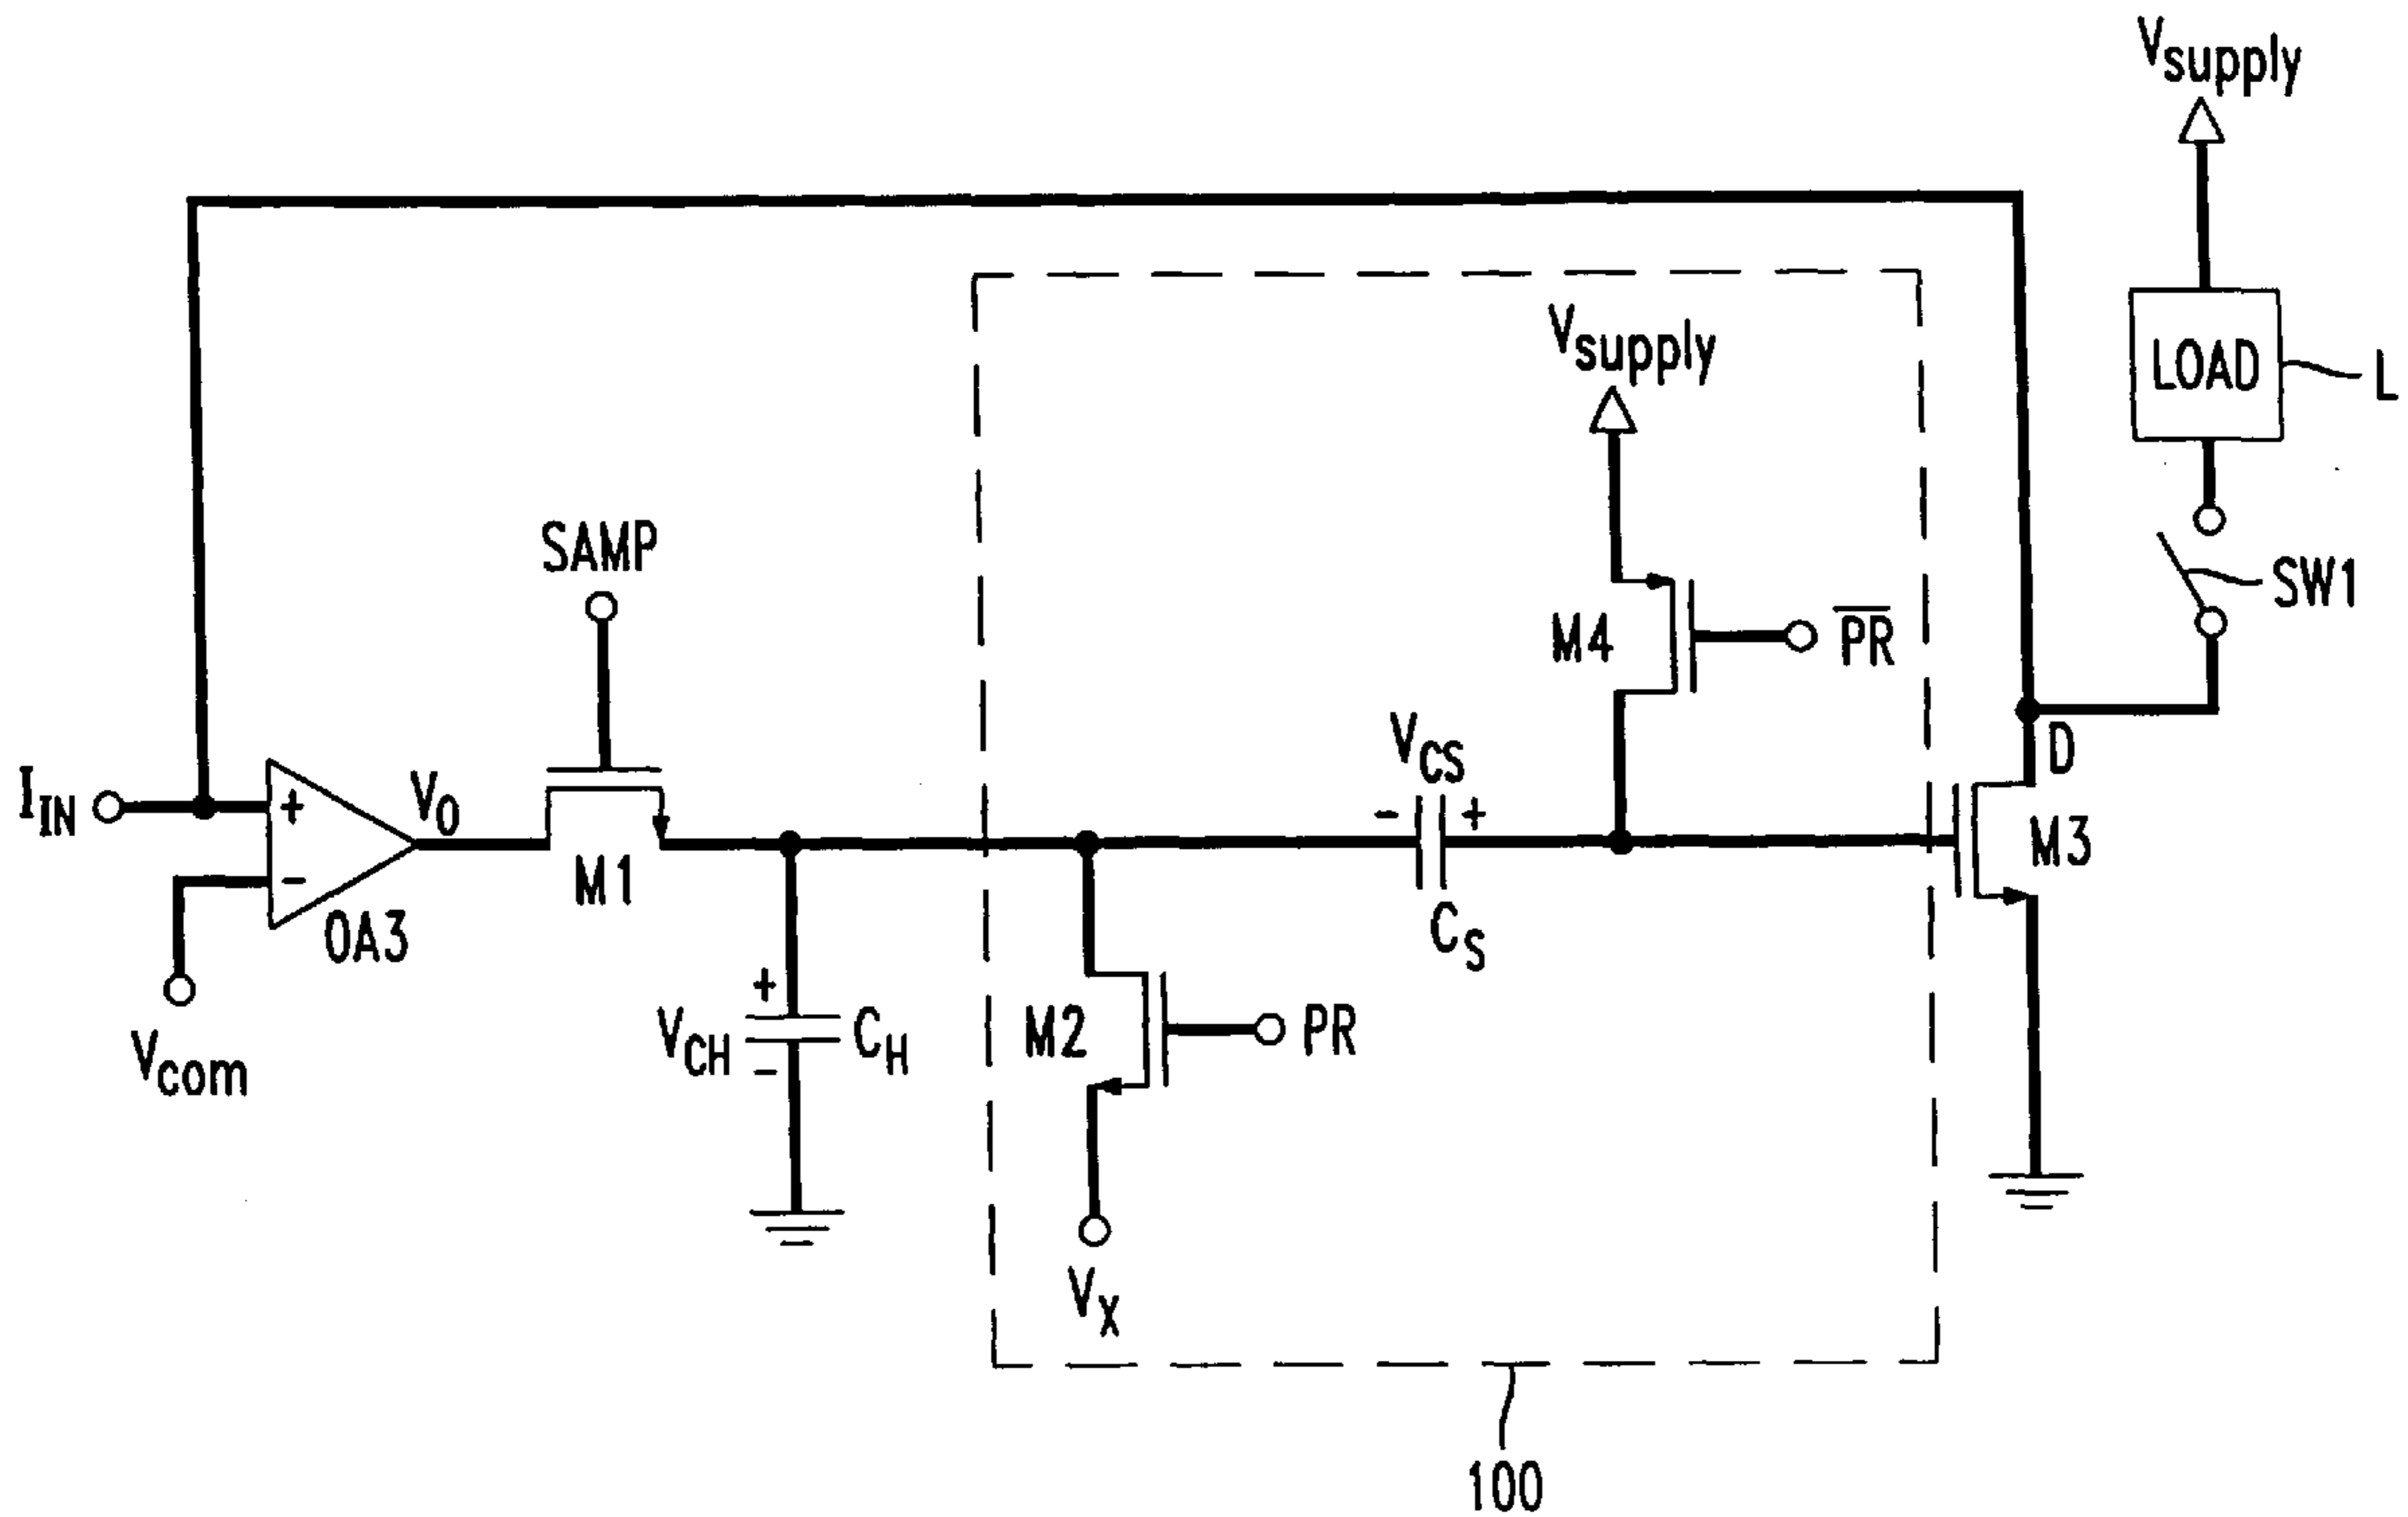 Vsupply
LOAD
L
Vsupply
SAMP
SW1
M4
PR
VCS
- +
D
IIN
+
VO
M3
-
M1
CS
OA3
+
VCH
CH
-
M2
PR
Vcom
VX
100